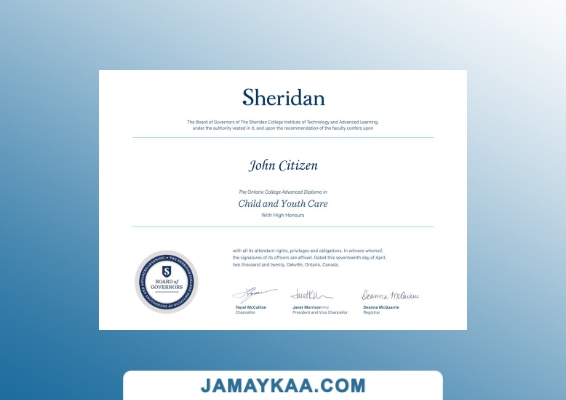 Sheridan
The Board of Governors of The Sheridan College Institute of Technology and Advanced Learning,
under the authority vested in it, and upon the recommendation of the faculty confers upon
John Citizen
The Ontario College Advanced Diploma in
Child and Youth Care
With High Honours
with all its attendant rights, privileges and obligations. In witness whereof,
the signatures of its officers are affixed. Dated this seventeenth day of April,
two thousand and twenty, Oakville, Ontario, Canada.
S
BOARD of
GOVERNORS
Hazel McCallion
Chancellor
Janet Morrison PhD
President and Vice Chancellor
Deanna McQuarrie
Registrar
JAMAYKAA.COM